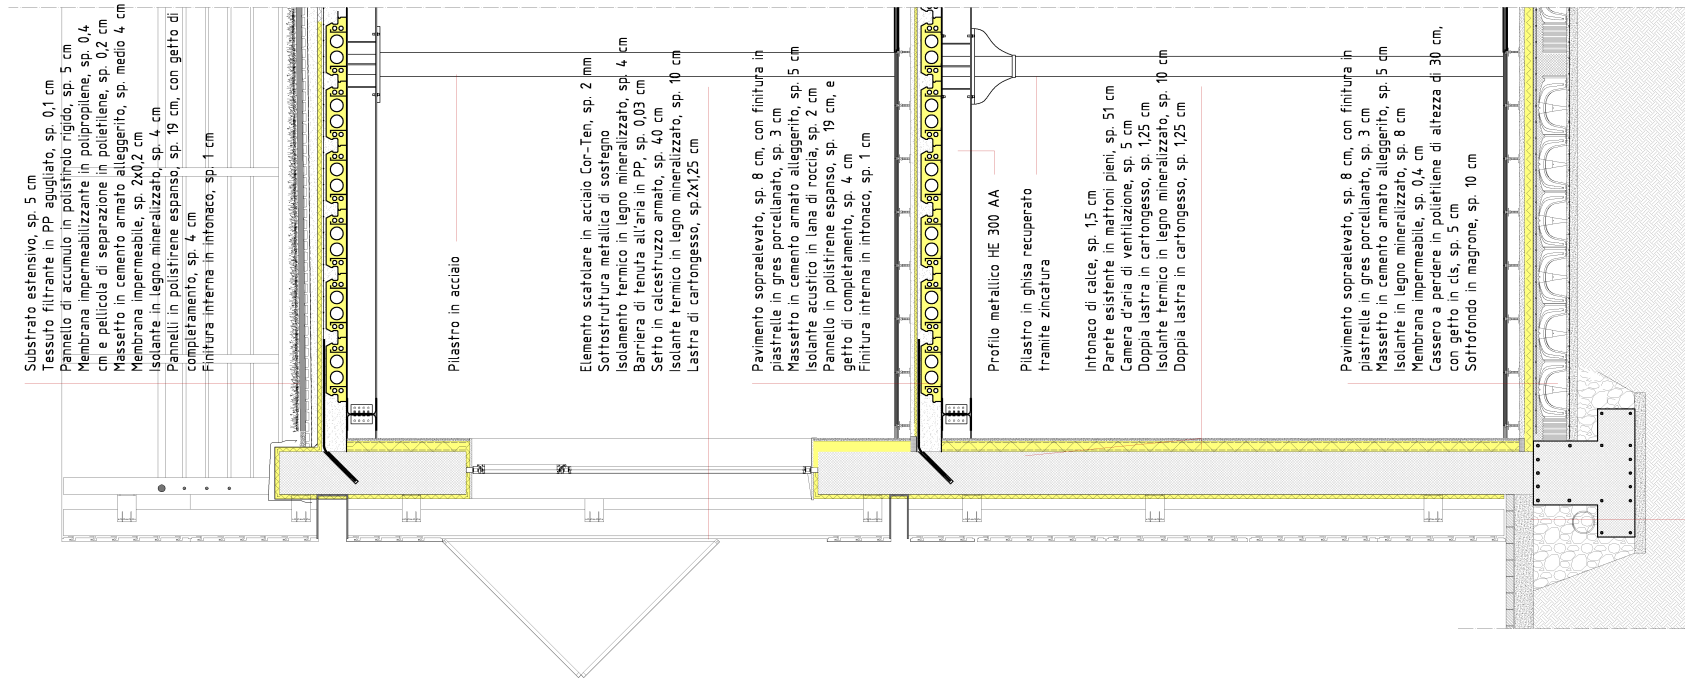 Substrato estensivo, sp. 5 cm
Tessuto filtrante in PP agugliato, sp. 0,1 cm
Pannello di accumulo in polistirolo rigido, sp. 5 cm
Membrana impermeabilizzante in polipropilene, sp. 0,4
cm e pellicola di separazione in polietilene, sp. 0,2 cm
Massetto in cemento armato alleggerito, sp. medio 4 cm
Membrana impermeabile, sp. 2x0,2 cm
Isolante in legno mineralizzato, sp. 4 cm
Pannelli in polistirene espanso, sp. 19 cm, con getto di
completamento, sp. 4 cm
Finitura interna in intonaco, sp. 1 cm
Pilastro in acciaio
Elemento scatolare in acciaio Cor-Ten, sp. 2 mm
Sottostruttura metallica di sostegno
Isolamento termico in legno mineralizzato, sp. 4 cm
Barriera di tenuta all'aria in PP, sp. 0,03 cm
Setto in calcestruzzo armato, sp. 40 cm
Isolante termico in legno mineralizzato, sp. 10 cm
Lastra di cartongesso, sp.2x1,25 cm
Pavimento sopraelevato, sp. 8 cm, con finitura in
piastrelle in gres porcellanato, sp. 3 cm
Massetto in cemento armato alleggerito, sp. 5 cm
Isolante acustico in lana di roccia, sp. 2 cm
Pannello in polistirene espanso, sp. 19 cm, e
getto di completamento, sp. 4 cm
Finitura interna in intonaco, sp. 1 cm
Profilo metallico HE 300 AA
Pilastro in ghisa recuperato
tramite zincatura
Intonaco di calce, sp. 1,5 cm
Parete esistente in mattoni pieni, sp. 51 cm
Camera d'aria di ventilazione, sp. 5 cm
Doppia lastra in cartongesso, sp. 1,25 cm
Isolante termico in legno mineralizzato, sp. 10 cm
Doppia lastra in cartongesso, sp. 1,25 cm
Pavimento sopraelevato, sp. 8 cm, con finitura in
piastrelle in gres porcellanato, sp. 3 cm
Massetto in cemento armato alleggerito, sp. 5 cm
Isolante in legno mineralizzato, sp. 8 cm
Membrana impermeabile, sp. 0,4 cm
Cassero a perdere in polietilene di altezza di 30 cm,
con getto in cls, sp. 5 cm
Sottofondo in magrone, sp. 10 cm